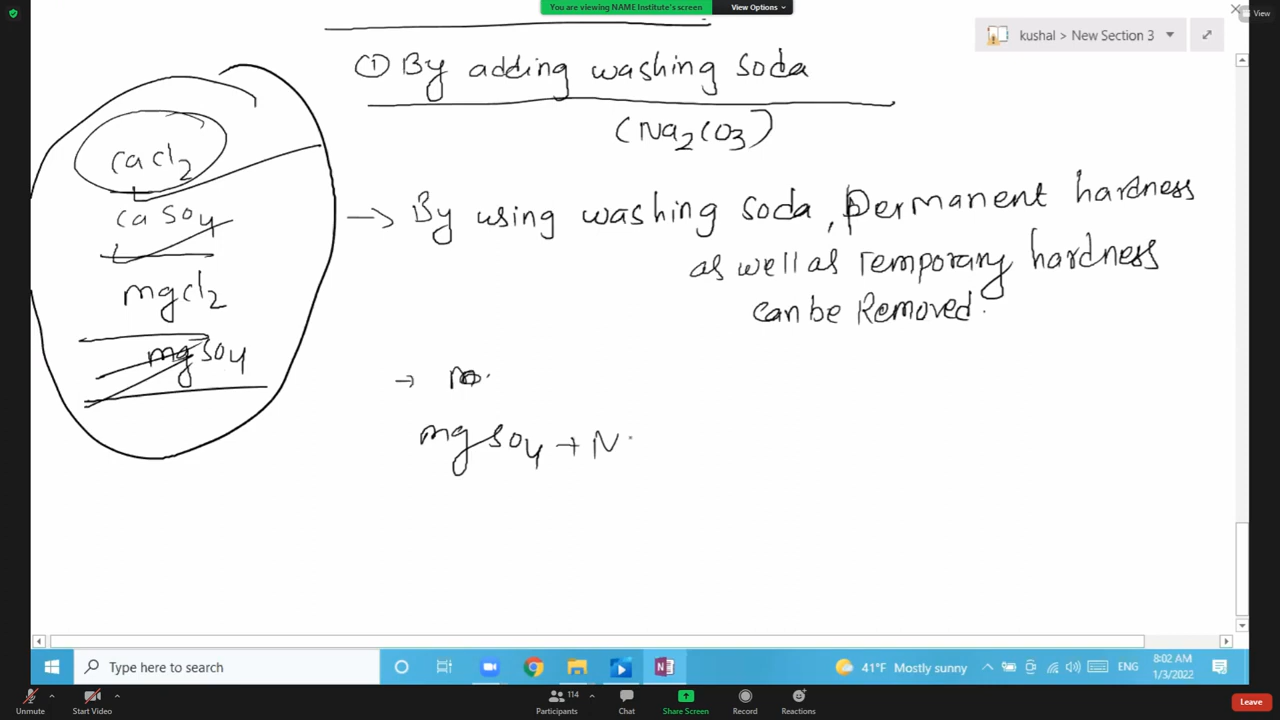 You are viewing NAME Institute's screen
View Options
View
kushal > New Section 3
① By adding washing soda
(Na2CO3)
cacl2
caSO4
mgcl2
mgSO4
→ By using washing soda, permanent hardness
as well as Temporary hardness
can be Removed.
→
mgSO4 + N
Type here to search
41°F Mostly sunny
ENG
8:02 AM
1/3/2022
Unmute
Start Video
114
Participants
Chat
Share Screen
Record
Reactions
Leave